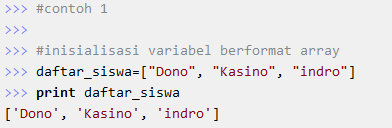 >>> #contoh 1
>>>
>>> #inisialisasi variabel berformat array
>>> daftar_siswa=["Dono", "Kasino", "indro"]
>>> print daftar_siswa
['Dono', 'Kasino', 'indro']